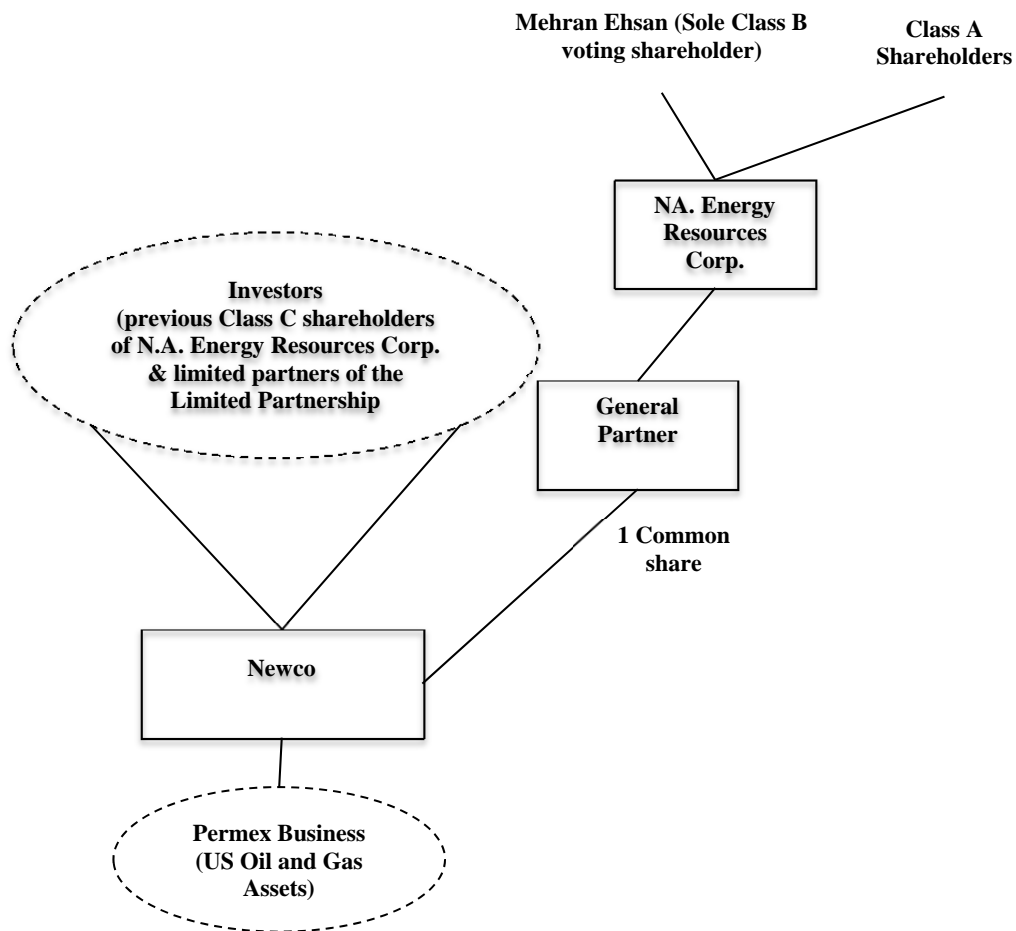 Mehran Ehsan (Sole Class B
voting shareholder)
Class A
Shareholders
NA. Energy
Resources
Corp.
Investors
(previous Class C shareholders
of N.A. Energy Resources Corp.
& limited partners of the
Limited Partnership
General
Partner
1 Common
share
Newco
Permex Business
(US Oil and Gas
Assets)